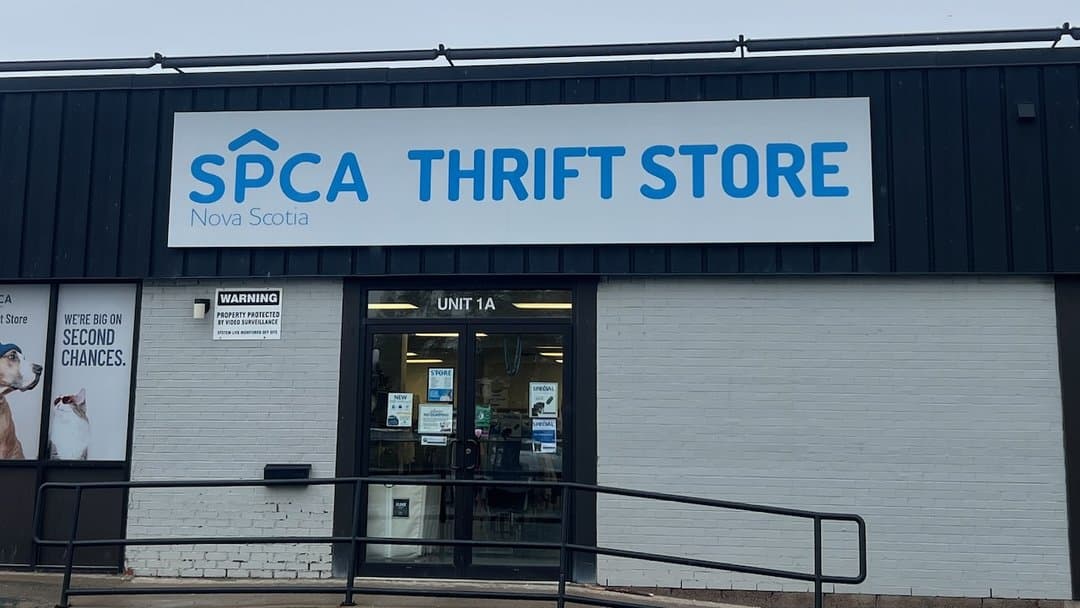 SPCA THRIFT STORE
Nova Scotia
WARNING
PROPERTY PROTECTED
BY VIDEO SURVEILLANCE
UNIT 1A
CA
t Store
WE'RE BIG ON
SECOND
CHANCES.
STORE
NEW
SPECIAL
SPECIAL